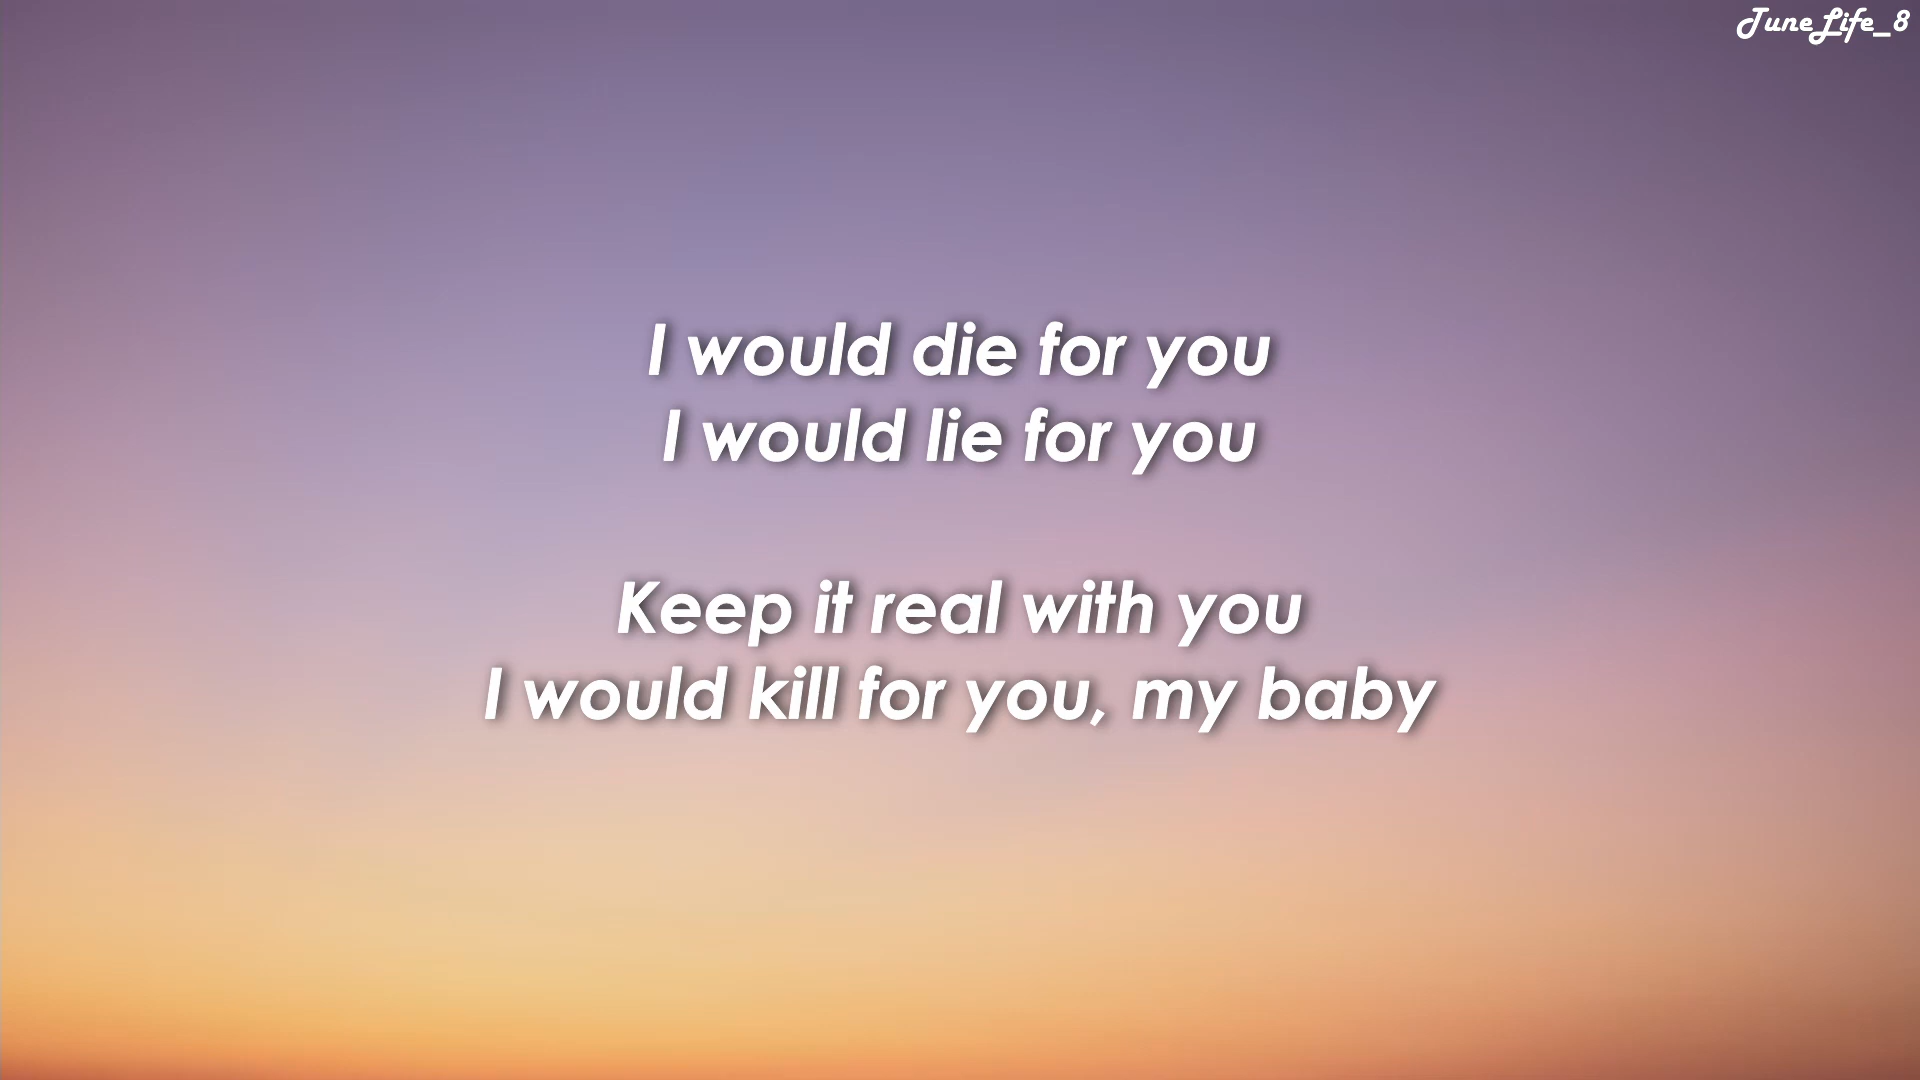 TuneLife_8
I would die for you
I would lie for you
Keep it real with you
I would kill for you, my baby